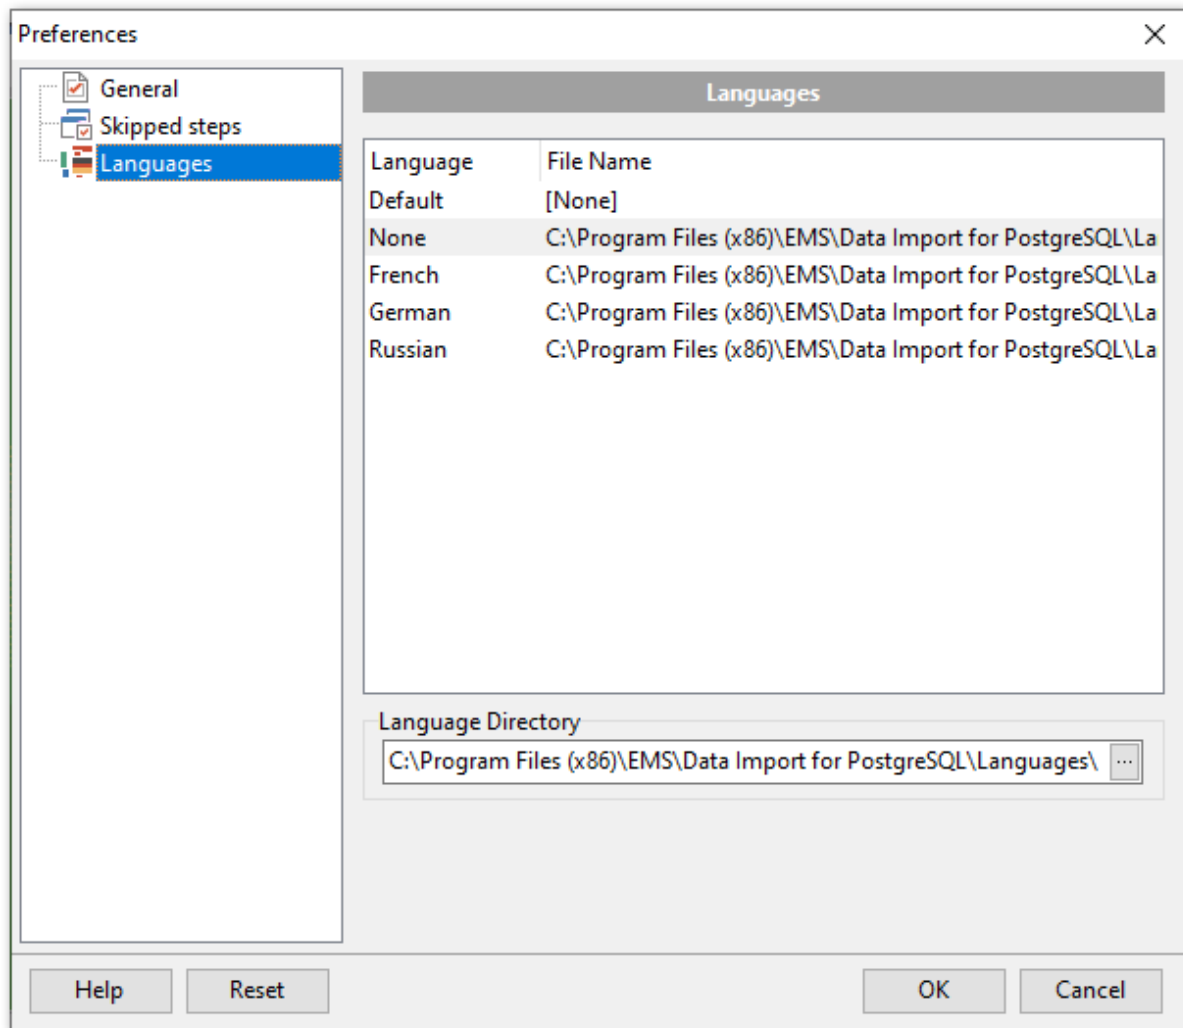 Preferences
General
Skipped steps
Languages
Languages
Language File Name
Default [None]
None C:\Program Files (x86)\EMS\Data Import for PostgreSQL\La
French C:\Program Files (x86)\EMS\Data Import for PostgreSQL\La
German C:\Program Files (x86)\EMS\Data Import for PostgreSQL\La
Russian C:\Program Files (x86)\EMS\Data Import for PostgreSQL\La
Language Directory
C:\Program Files (x86)\EMS\Data Import for PostgreSQL\Languages\ ...
Help Reset OK Cancel